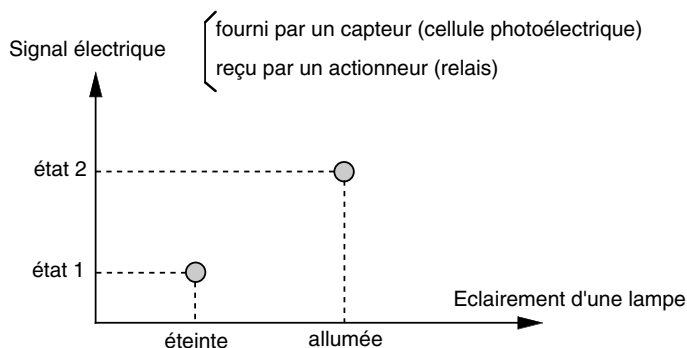 fourni par un capteur (cellule photoélectrique)
Signal électrique
reçu par un actionneur (relais)
état 2
état 1
Eclairement d'une lampe
éteinte
allumée